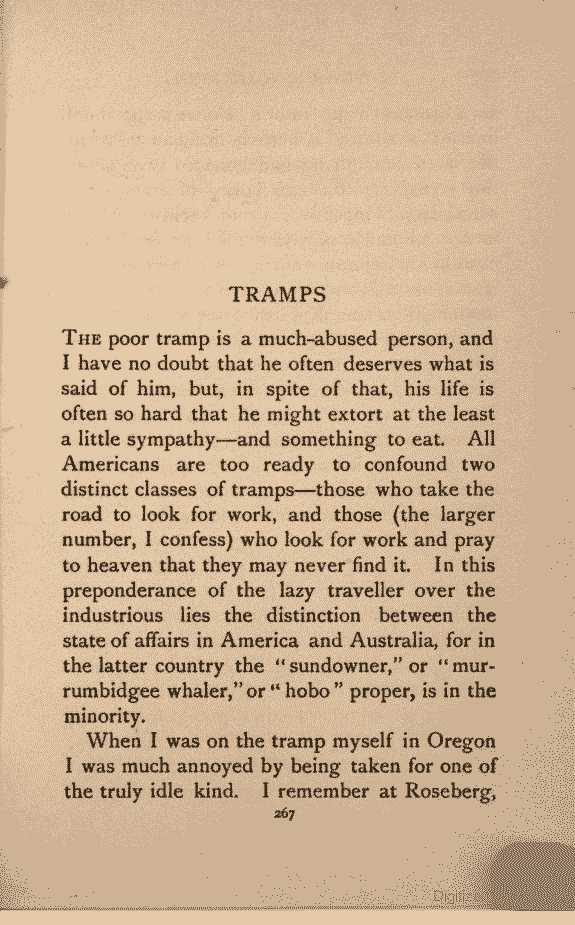 TRAMPS
THE poor tramp is a much-abused person, and
I have no doubt that he often deserves what is
said of him, but, in spite of that, his life is
often so hard that he might extort at the least
a little sympathy—and something to eat. All
Americans are too ready to confound two
distinct classes of tramps—those who take the
road to look for work, and those (the larger
number, I confess) who look for work and pray
to heaven that they may never find it. In this
preponderance of the lazy traveller over the
industrious lies the distinction between the
state of affairs in America and Australia, for in
the latter country the "sundowner," or "mur-
rumbidgee whaler," or "hobo" proper, is in the
minority.
When I was on the tramp myself in Oregon
I was much annoyed by being taken for one of
the truly idle kind. I remember at Roseberg,
267